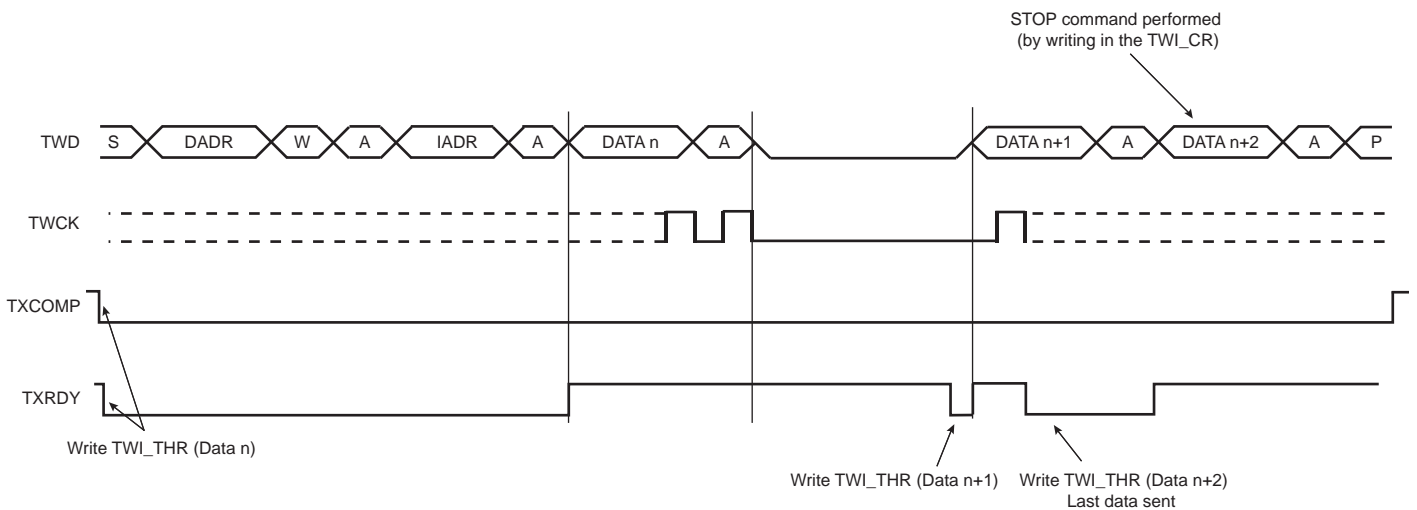 STOP command performed
(by writing in the TWI_CR)
TWD S DADR W A IADR A DATA n A DATA n+1 A DATA n+2 A P
TWCK
TXCOMP
TXRDY
Write TWI_THR (Data n)
Write TWI_THR (Data n+1) Write TWI_THR (Data n+2)
Last data sent